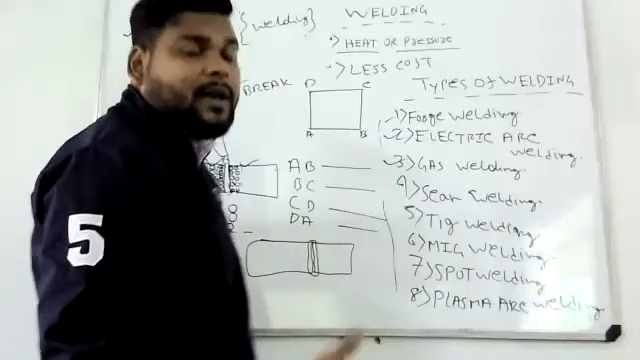 WELDING
{welding}
HEAT OR Pressure
LESS COST
BREAK
D C
A B
Types of WELDING
1) Forge welding
2) ELECTRIC ARC
welding.
3) GAS welding.
4) Seam welding.
5) Tig welding
6) MIG welding.
7) SPOT welding
8) PLASMA ARC welding
AB
BC
CD
DA
5